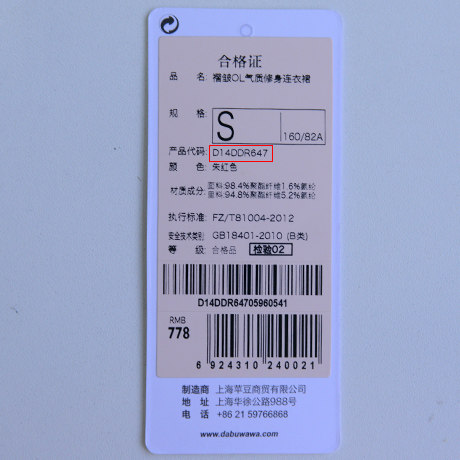 合格证
品 名: 褶皱OL气质修身连衣裙
规 格:
S
160/82A
产品代码: D14DDR647
颜 色: 朱红色
材质成分: 面料:98.4%聚酯纤维1.6%氨纶
里料:94.8%聚酯纤维5.2%氨纶
执行标准: FZ/T81004-2012
安全技术类别: GB18401-2010 (B类)
等 级: 合格品 检验02
D14DDR64705960541
RMB
778
6 924310 240021
制造商 上海苹豆商贸有限公司
地 址 上海华徐公路988号
电 话 +86 21 59766868
www.dabuwawa.com